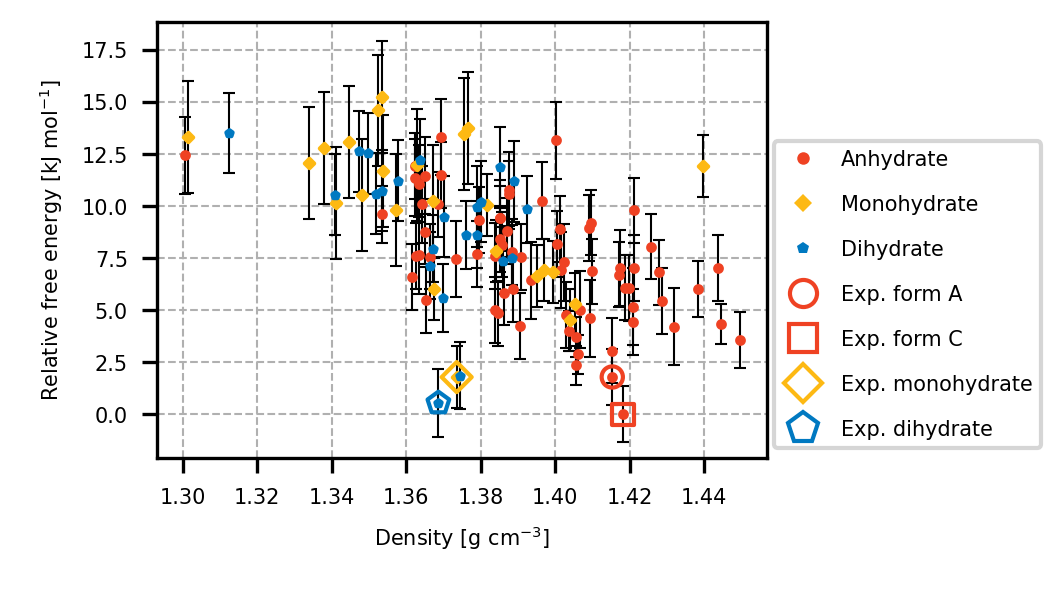 17.5
15.0
12.5
10.0
7.5
5.0
2.5
0.0
Relative free energy [kJ mol⁻¹]
1.30 1.32 1.34 1.36 1.38 1.40 1.42 1.44
Density [g cm⁻³]
Anhydrate
Monohydrate
Dihydrate
Exp. form A
Exp. form C
Exp. monohydrate
Exp. dihydrate